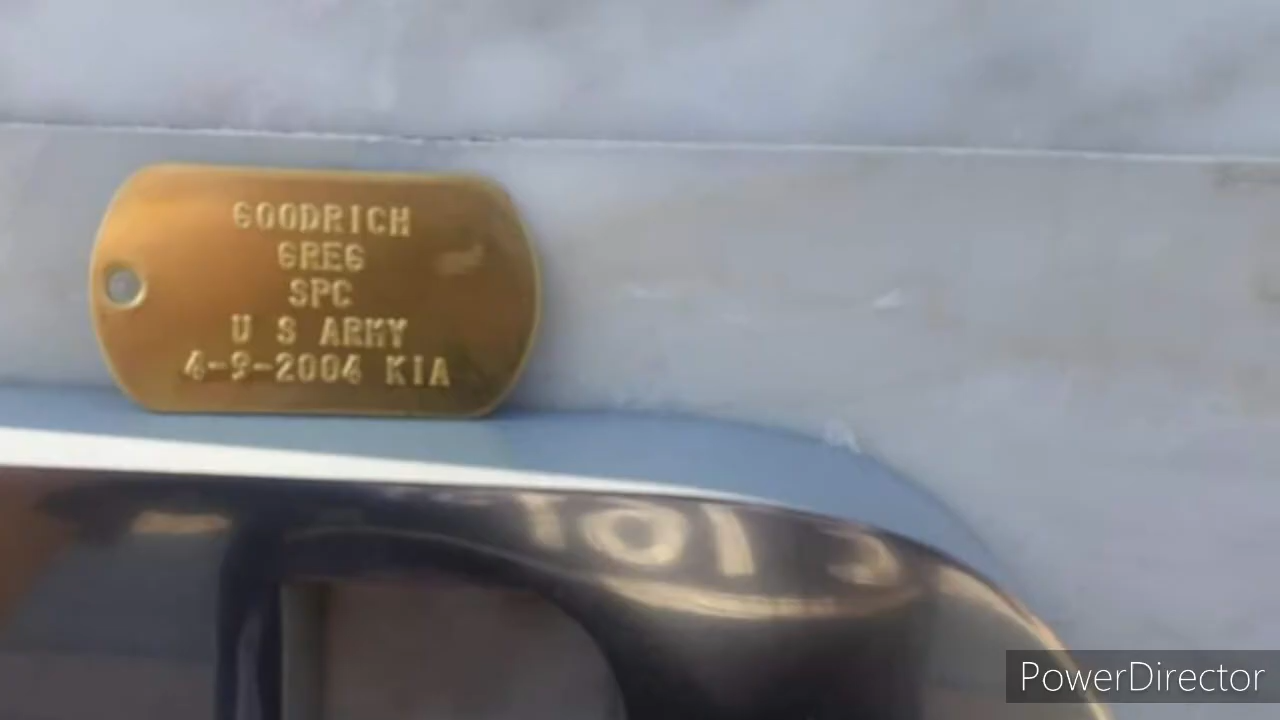 GOODRICH
GREG
SPC
U S ARMY
4-9-2004 KIA
PowerDirector